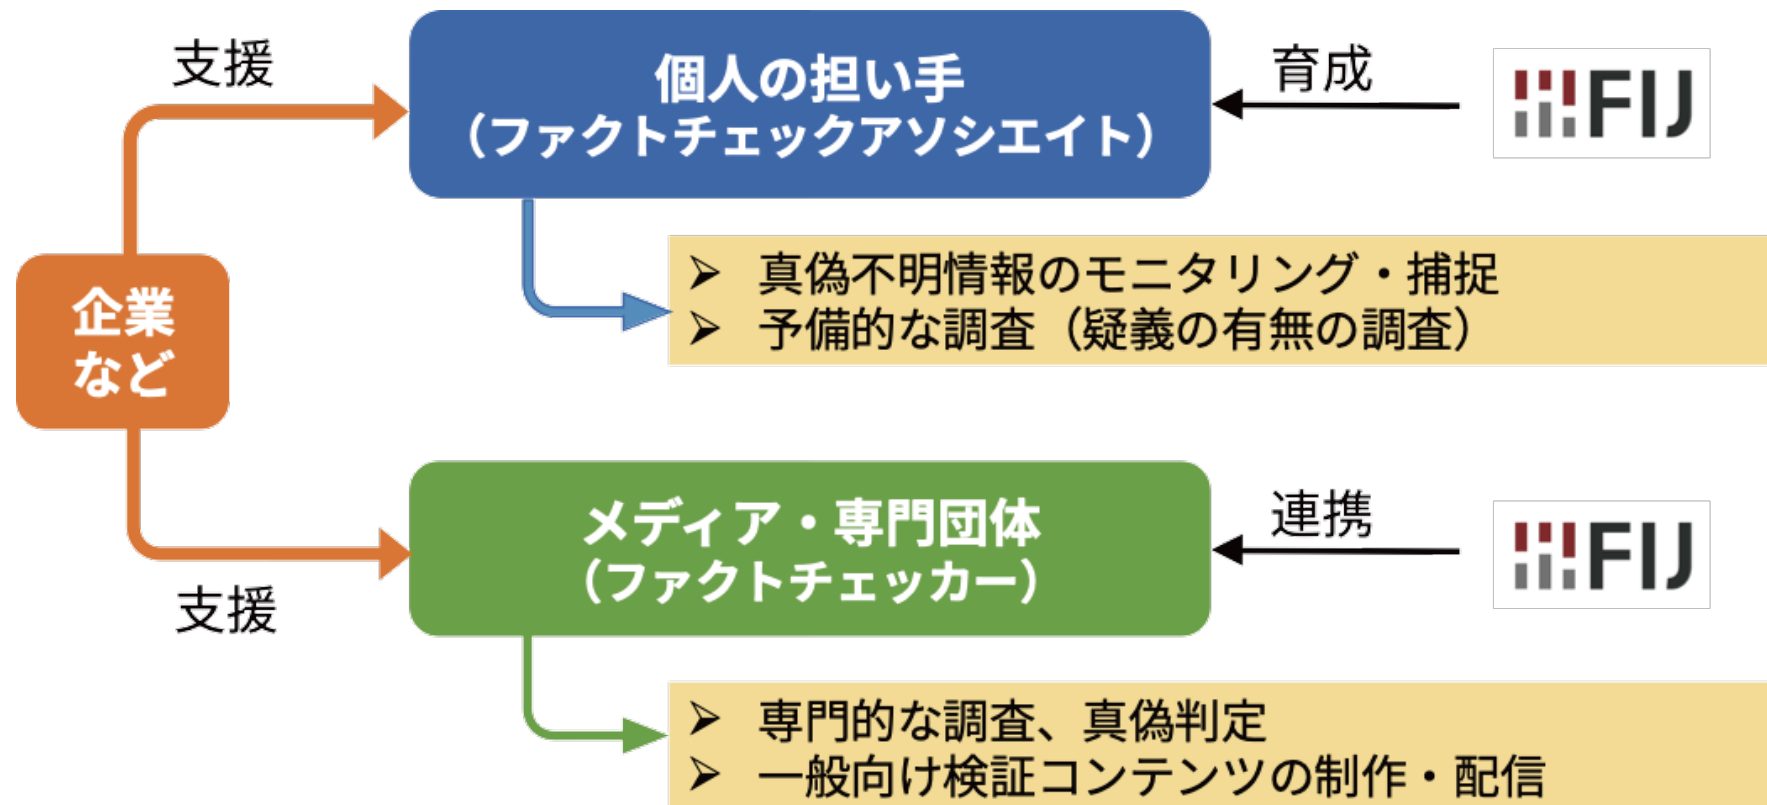 支援
個人の担い手
（ファクトチェックアソシエイト）
育成
FIJ
➢ 真偽不明情報のモニタリング・捕捉
➢ 予備的な調査（疑義の有無の調査）
企業
など
メディア・専門団体
（ファクトチェッカー）
連携
FIJ
支援
➢ 専門的な調査、真偽判定
➢ 一般向け検証コンテンツの制作・配信